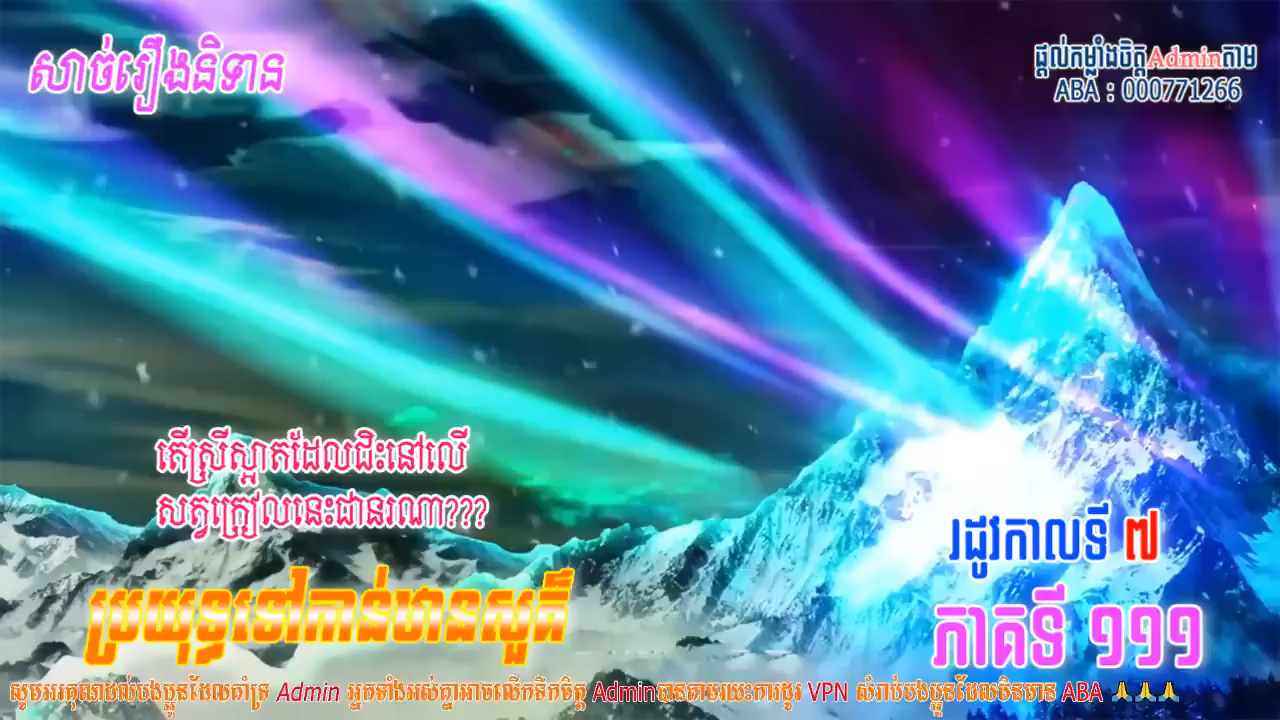 សាច់រឿងនិទាន
ផ្តល់កម្លាំងចិត្តAdminតាម
ABA : 000771266
តើស្រីស្អាតដែលជិះនៅលើ
សត្វក្រៀលនេះជានរណា???
រដូវកាលទី ៧
ប្រយុទ្ធទៅកាន់ឋានសួគ៌
ភាគទី ១១១
សូមអរគុណដល់បងប្អូនដែលគាំទ្រ Admin អ្នកទាំងអស់គ្នាអាចលើកទឹកចិត្ត Adminបានតាមរយះការដូរ VPN សំរាប់បងប្អូនដែលមិនមាន ABA 🙏🙏🙏